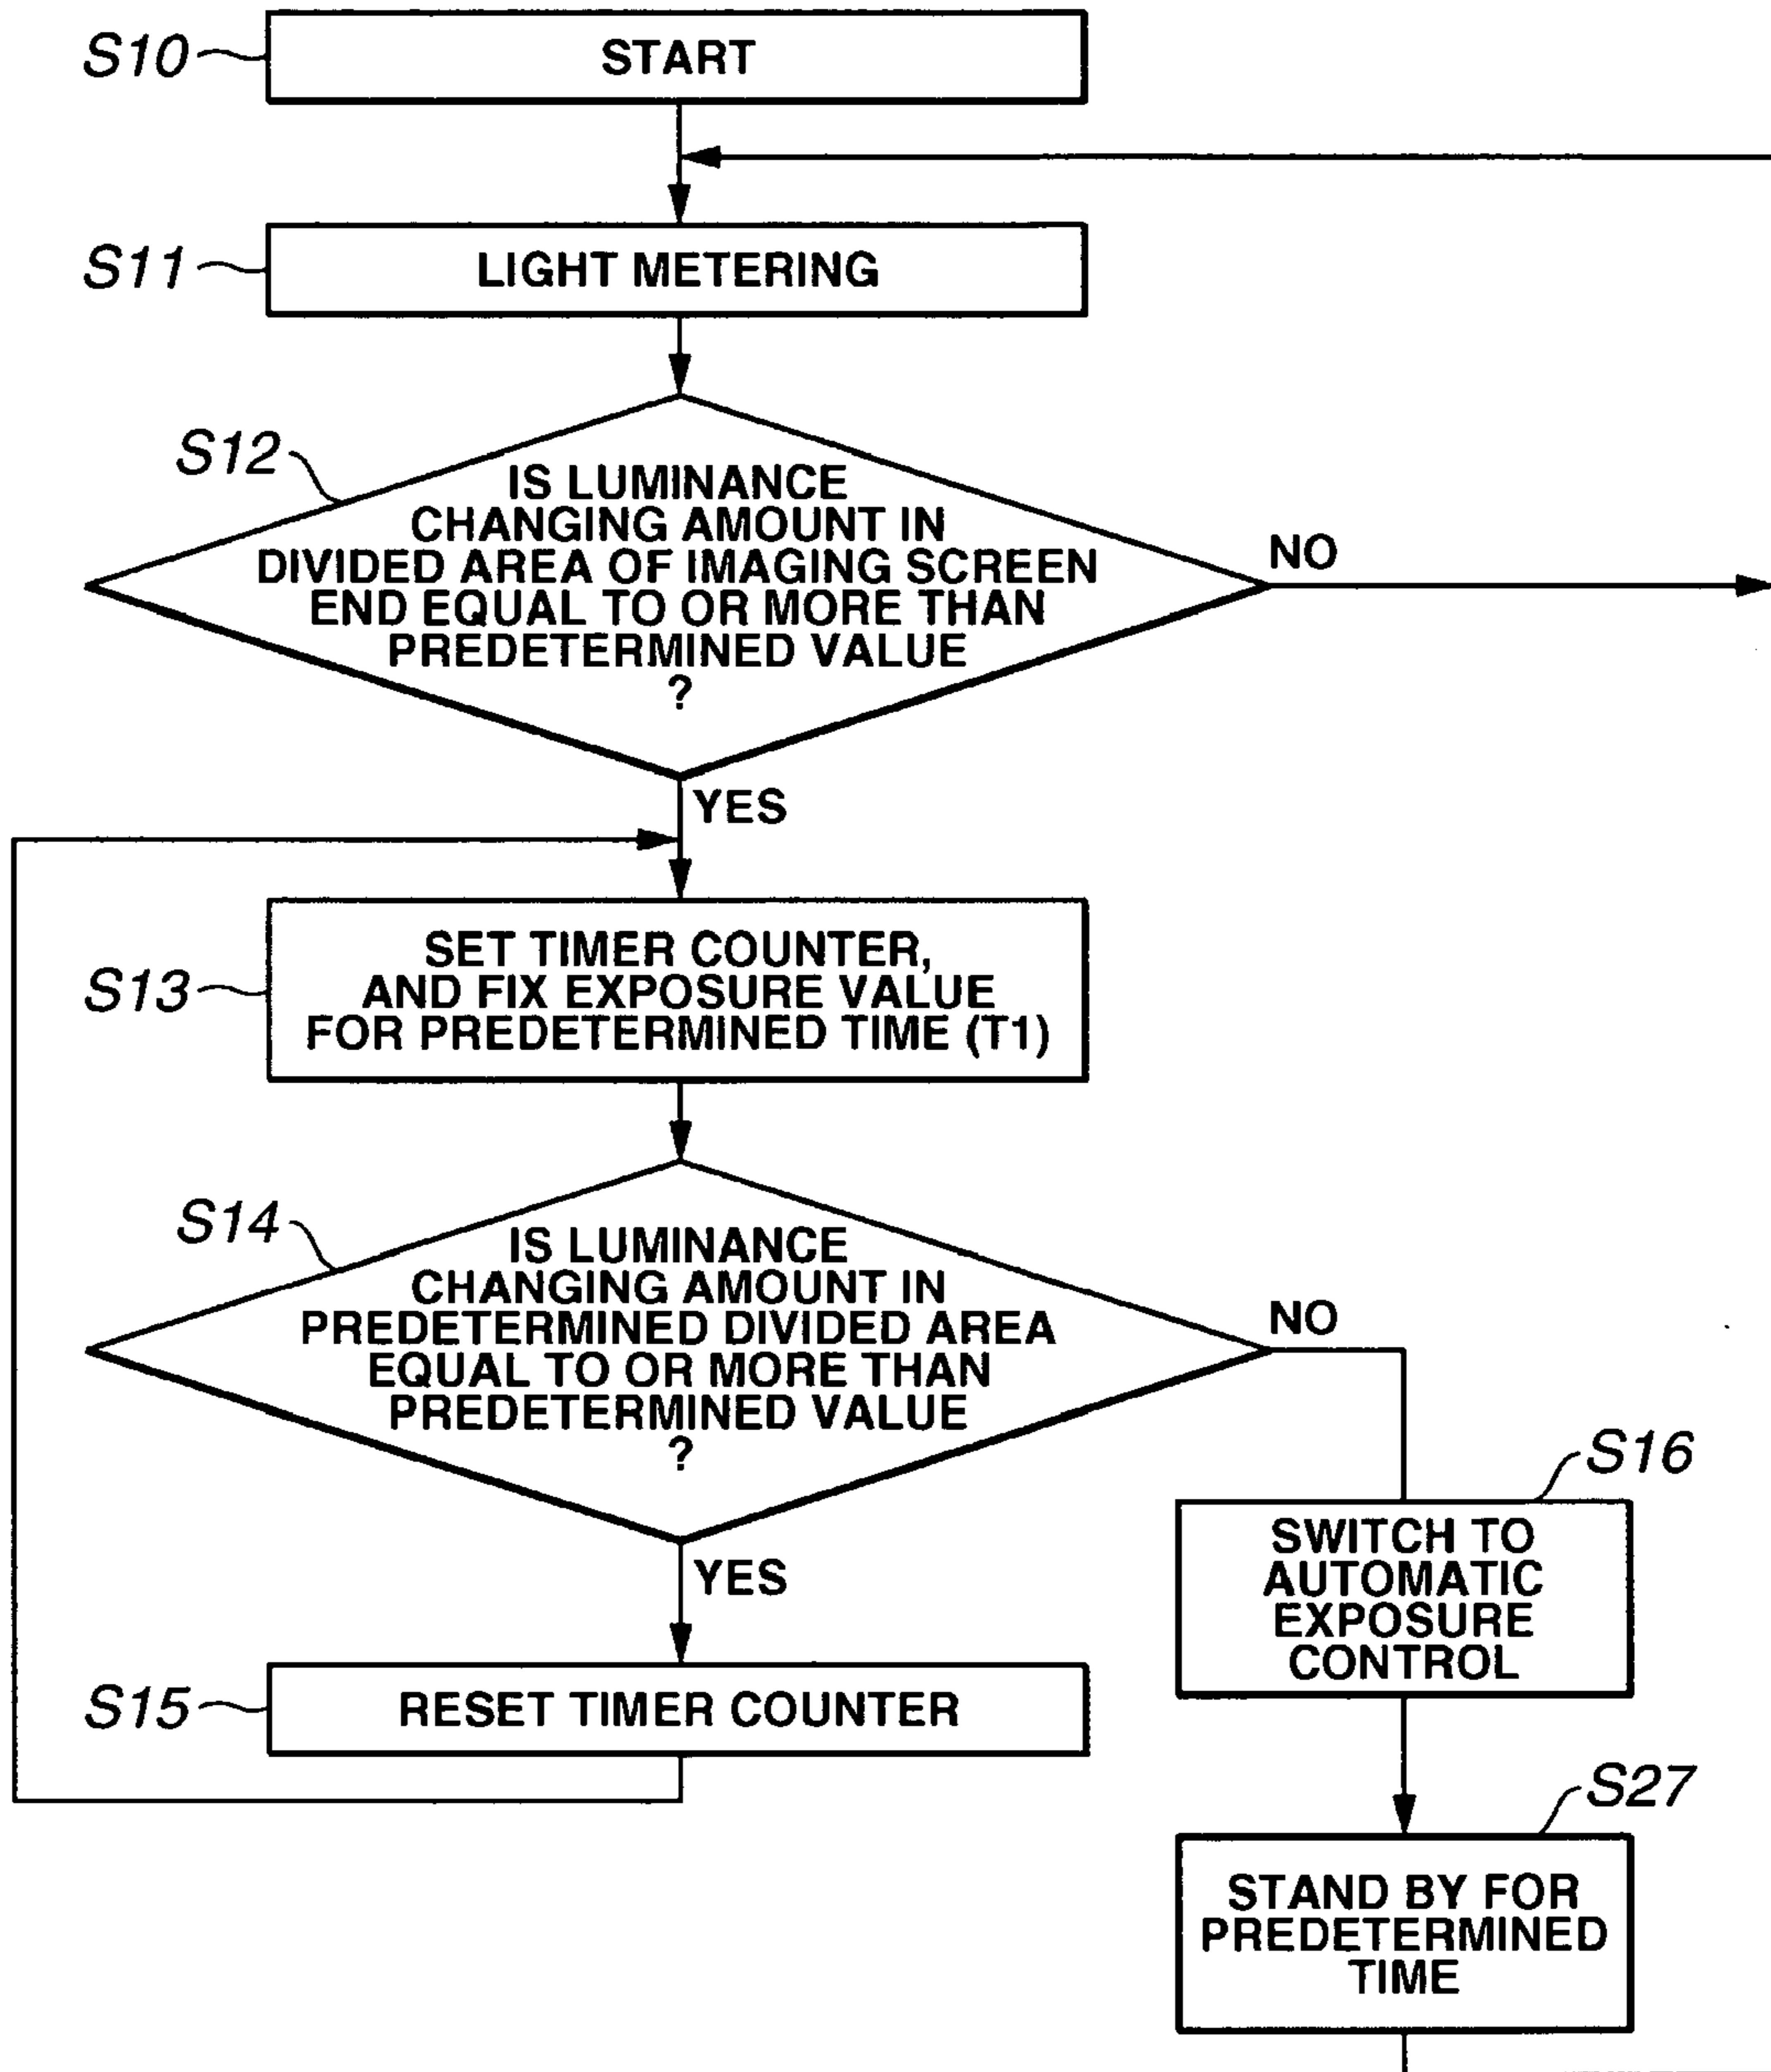 S10
START
S11
LIGHT METERING
S12
IS LUMINANCE
CHANGING AMOUNT IN
DIVIDED AREA OF IMAGING SCREEN
END EQUAL TO OR MORE THAN
PREDETERMINED VALUE
?
NO
YES
S13
SET TIMER COUNTER,
AND FIX EXPOSURE VALUE
FOR PREDETERMINED TIME (T1)
S14
IS LUMINANCE
CHANGING AMOUNT IN
PREDETERMINED DIVIDED AREA
EQUAL TO OR MORE THAN
PREDETERMINED VALUE
?
NO
YES
S15
RESET TIMER COUNTER
S16
SWITCH TO
AUTOMATIC
EXPOSURE
CONTROL
S27
STAND BY FOR
PREDETERMINED
TIME